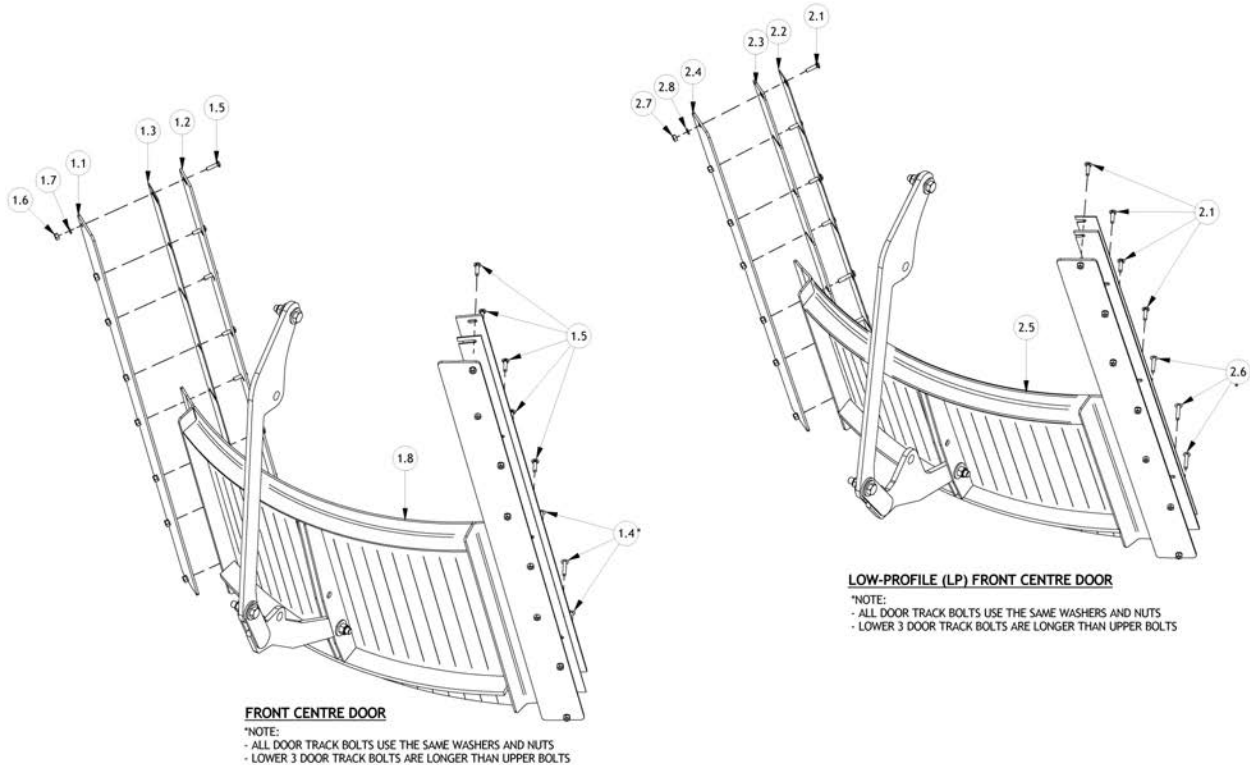 1.6
1.7
1.1
1.3
1.2
1.5
1.5
1.8
1.4*
FRONT CENTRE DOOR
*NOTE:
- ALL DOOR TRACK BOLTS USE THE SAME WASHERS AND NUTS
- LOWER 3 DOOR TRACK BOLTS ARE LONGER THAN UPPER BOLTS
2.7
2.8
2.4
2.3
2.2
2.1
2.1
2.5
2.6
*
LOW-PROFILE (LP) FRONT CENTRE DOOR
*NOTE:
- ALL DOOR TRACK BOLTS USE THE SAME WASHERS AND NUTS
- LOWER 3 DOOR TRACK BOLTS ARE LONGER THAN UPPER BOLTS